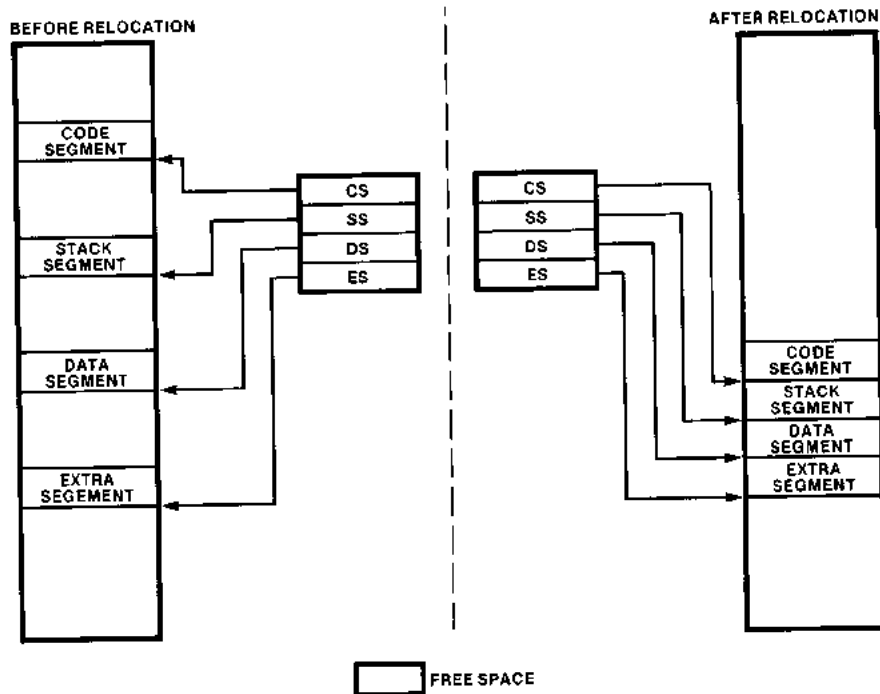 BEFORE RELOCATION
CODE
SEGMENT
STACK
SEGMENT
DATA
SEGMENT
EXTRA
SEGEMENT
CS
SS
DS
ES
CS
SS
DS
ES
AFTER RELOCATION
CODE
SEGMENT
STACK
SEGMENT
DATA
SEGMENT
EXTRA
SEGMENT
FREE SPACE